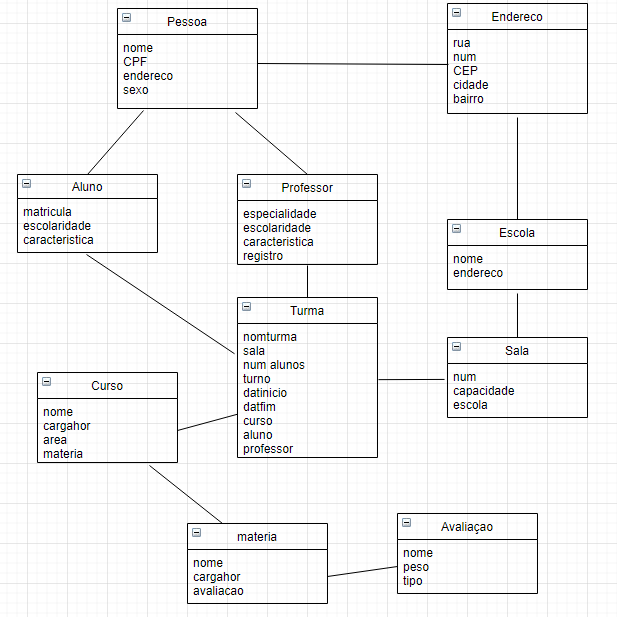 Pessoa
nome
CPF
endereco
sexo
Endereco
rua
num
CEP
cidade
bairro
Aluno
matricula
escolaridade
caracteristica
Professor
especialidade
escolaridade
caracteristica
registro
Escola
nome
endereco
Turma
nomturma
sala
num alunos
turno
datinicio
datfim
curso
aluno
professor
Sala
num
capacidade
escola
Curso
nome
cargahor
area
materia
materia
nome
cargahor
avaliacao
Avaliaçao
nome
peso
tipo